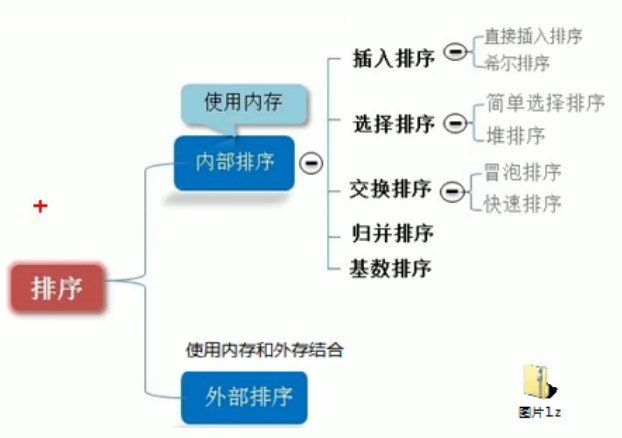 直接插入排序
插入排序
希尔排序
使用内存
简单选择排序
选择排序
堆排序
内部排序
冒泡排序
交换排序
快速排序
归并排序
基数排序
排序
使用内存和外存结合
外部排序
图片1.z